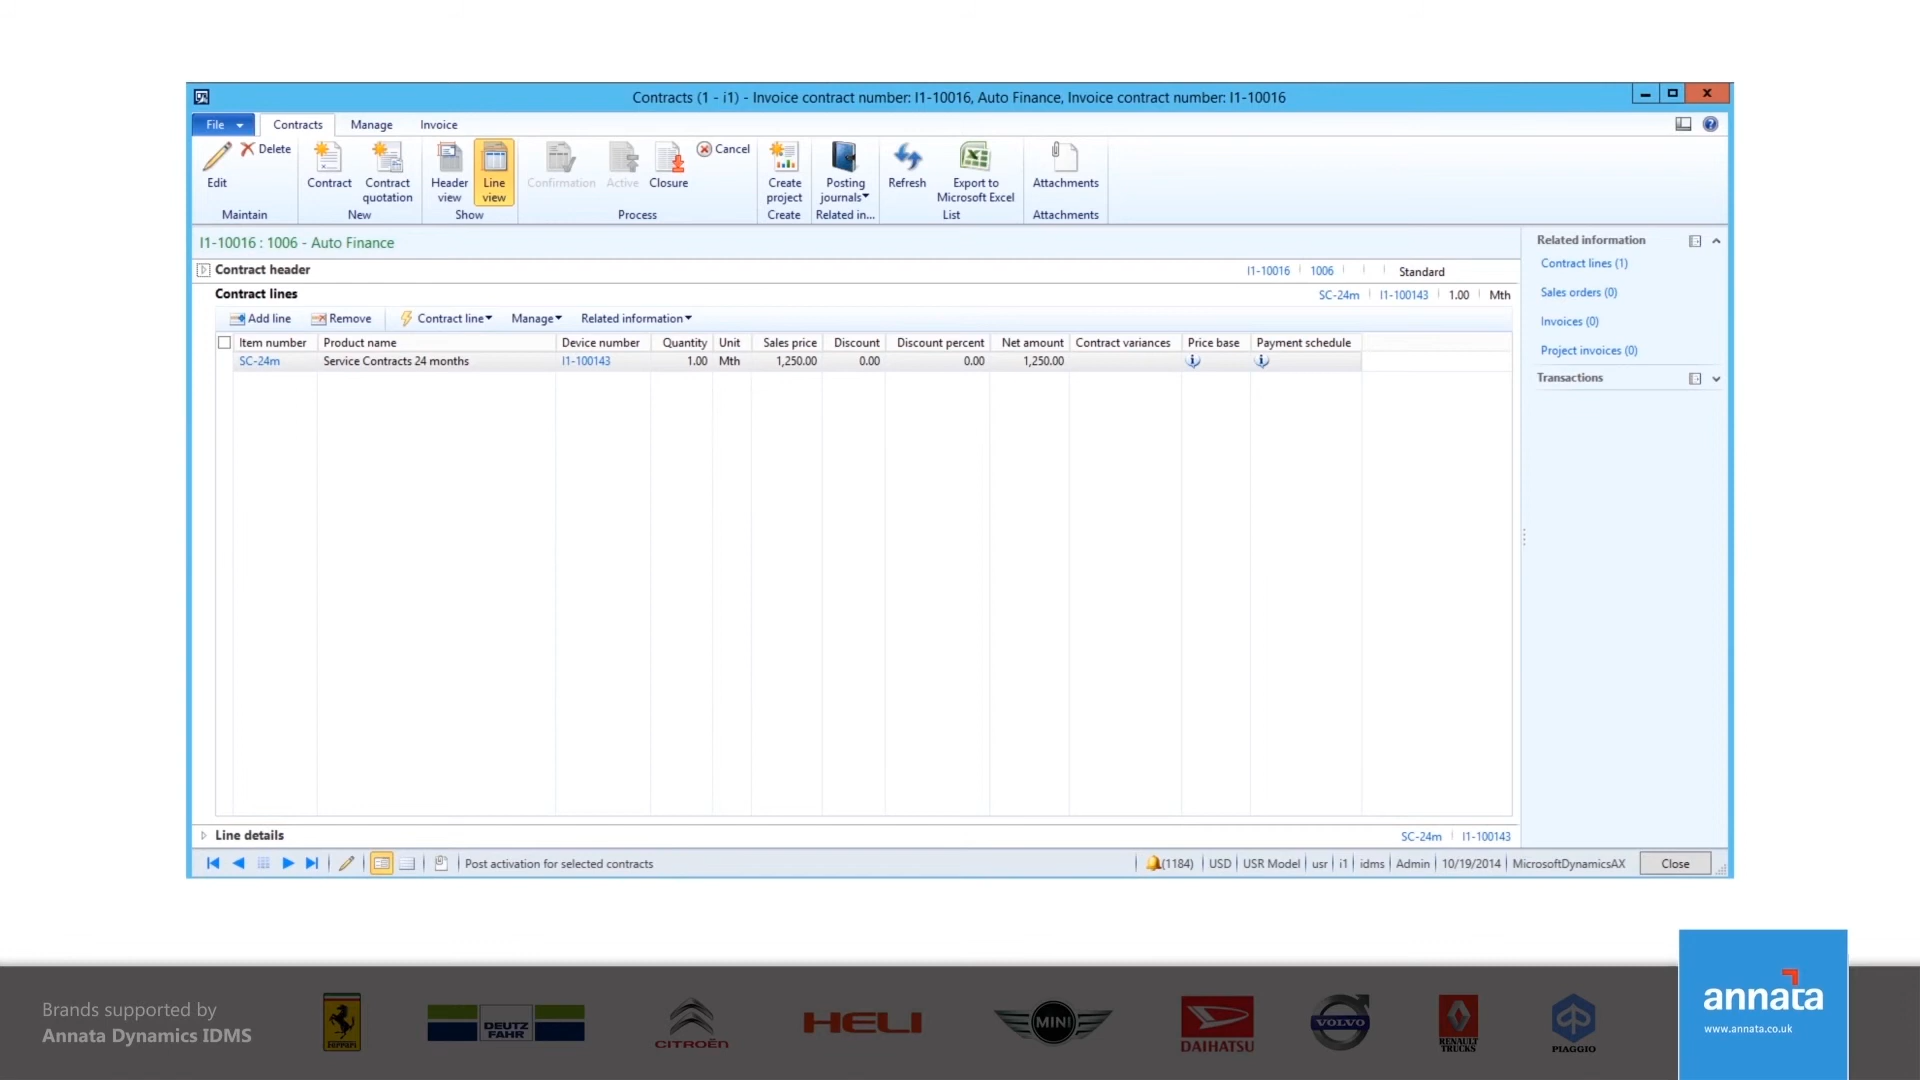 Contracts (1 - i1) - Invoice contract number: I1-10016, Auto Finance, Invoice contract number: I1-10016
File Contracts Manage Invoice
Edit
Delete
Maintain
Contract
Contract quotation
New
Header view
Line view
Show
Confirmation
Active
Closure
Cancel
Process
Create project
Create
Posting journals
Related in...
Refresh
Export to Microsoft Excel
List
Attachments
Attachments
I1-10016 : 1006 - Auto Finance
Contract header I1-10016 1006 Standard
Contract lines SC-24m I1-100143 1.00 Mth
Add line Remove Contract line Manage Related information
Item number Product name Device number Quantity Unit Sales price Discount Discount percent Net amount Contract variances Price base Payment schedule
SC-24m Service Contracts 24 months I1-100143 1.00 Mth 1,250.00 0.00 0.00 1,250.00
Line details SC-24m I1-100143
Related information
Contract lines (1)
Sales orders (0)
Invoices (0)
Project invoices (0)
Transactions
Post activation for selected contracts (1184) USD USR Model usr i1 idms Admin 10/19/2014 MicrosoftDynamicsAX Close
Brands supported by
Annata Dynamics IDMS
Ferrari
DEUTZ
FAHR
CITROËN
HELI
MINI
DAIHATSU
VOLVO
RENAULT
TRUCKS
PIAGGIO
annata
www.annata.co.uk